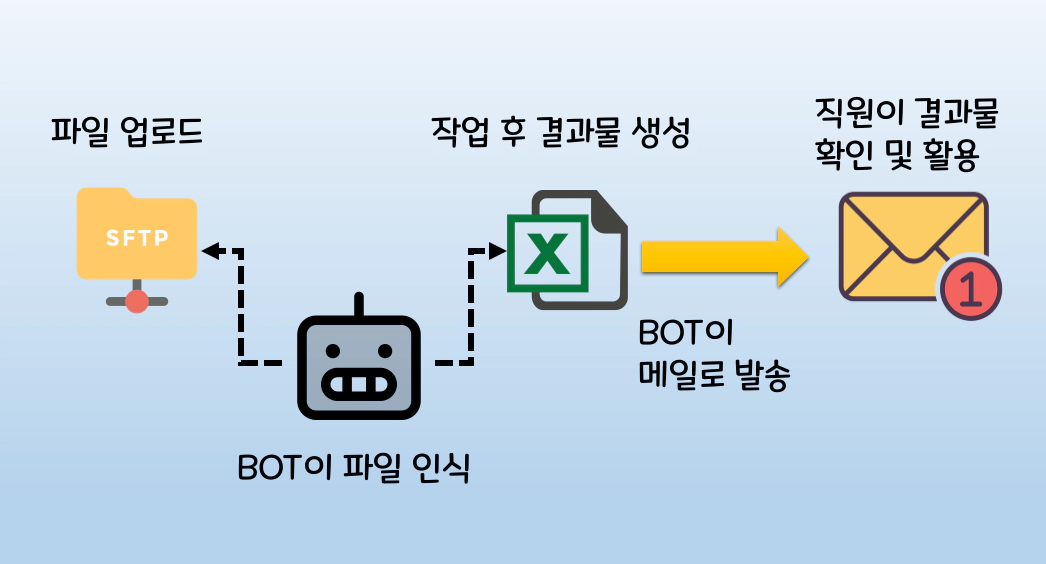 파일 업로드
SFTP
BOT이 파일 인식
작업 후 결과물 생성
X
BOT이
메일로 발송
직원이 결과물
확인 및 활용
1